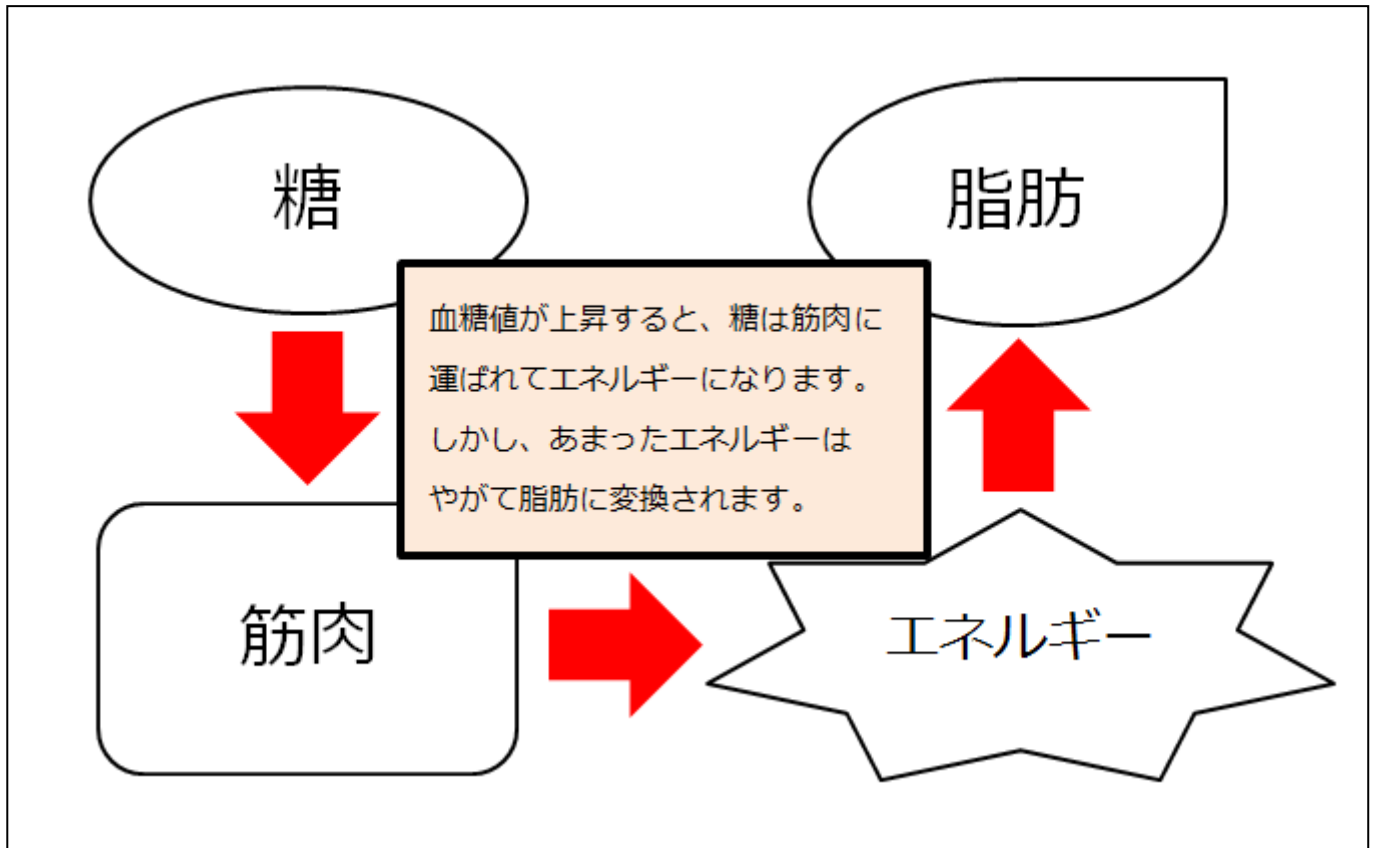 糖
脂肪
血糖値が上昇すると、糖は筋肉に
運ばれてエネルギーになります。
しかし、あまったエネルギーは
やがて脂肪に変換されます。
筋肉
エネルギー